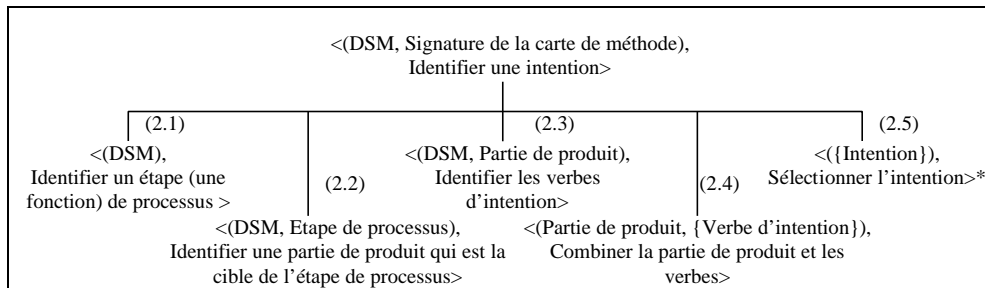 <(DSM, Signature de la carte de méthode),
Identifier une intention>
(2.1)
<(DSM),
Identifier un étape (une
fonction) de processus >
(2.2)
<(DSM, Etape de processus),
Identifier une partie de produit qui est la
cible de l’étape de processus>
(2.3)
<(DSM, Partie de produit),
Identifier les verbes
d’intention>
(2.4)
<(Partie de produit, {Verbe d’intention}),
Combiner la partie de produit et les
verbes>
(2.5)
<({Intention}),
Sélectionner l’intention>*